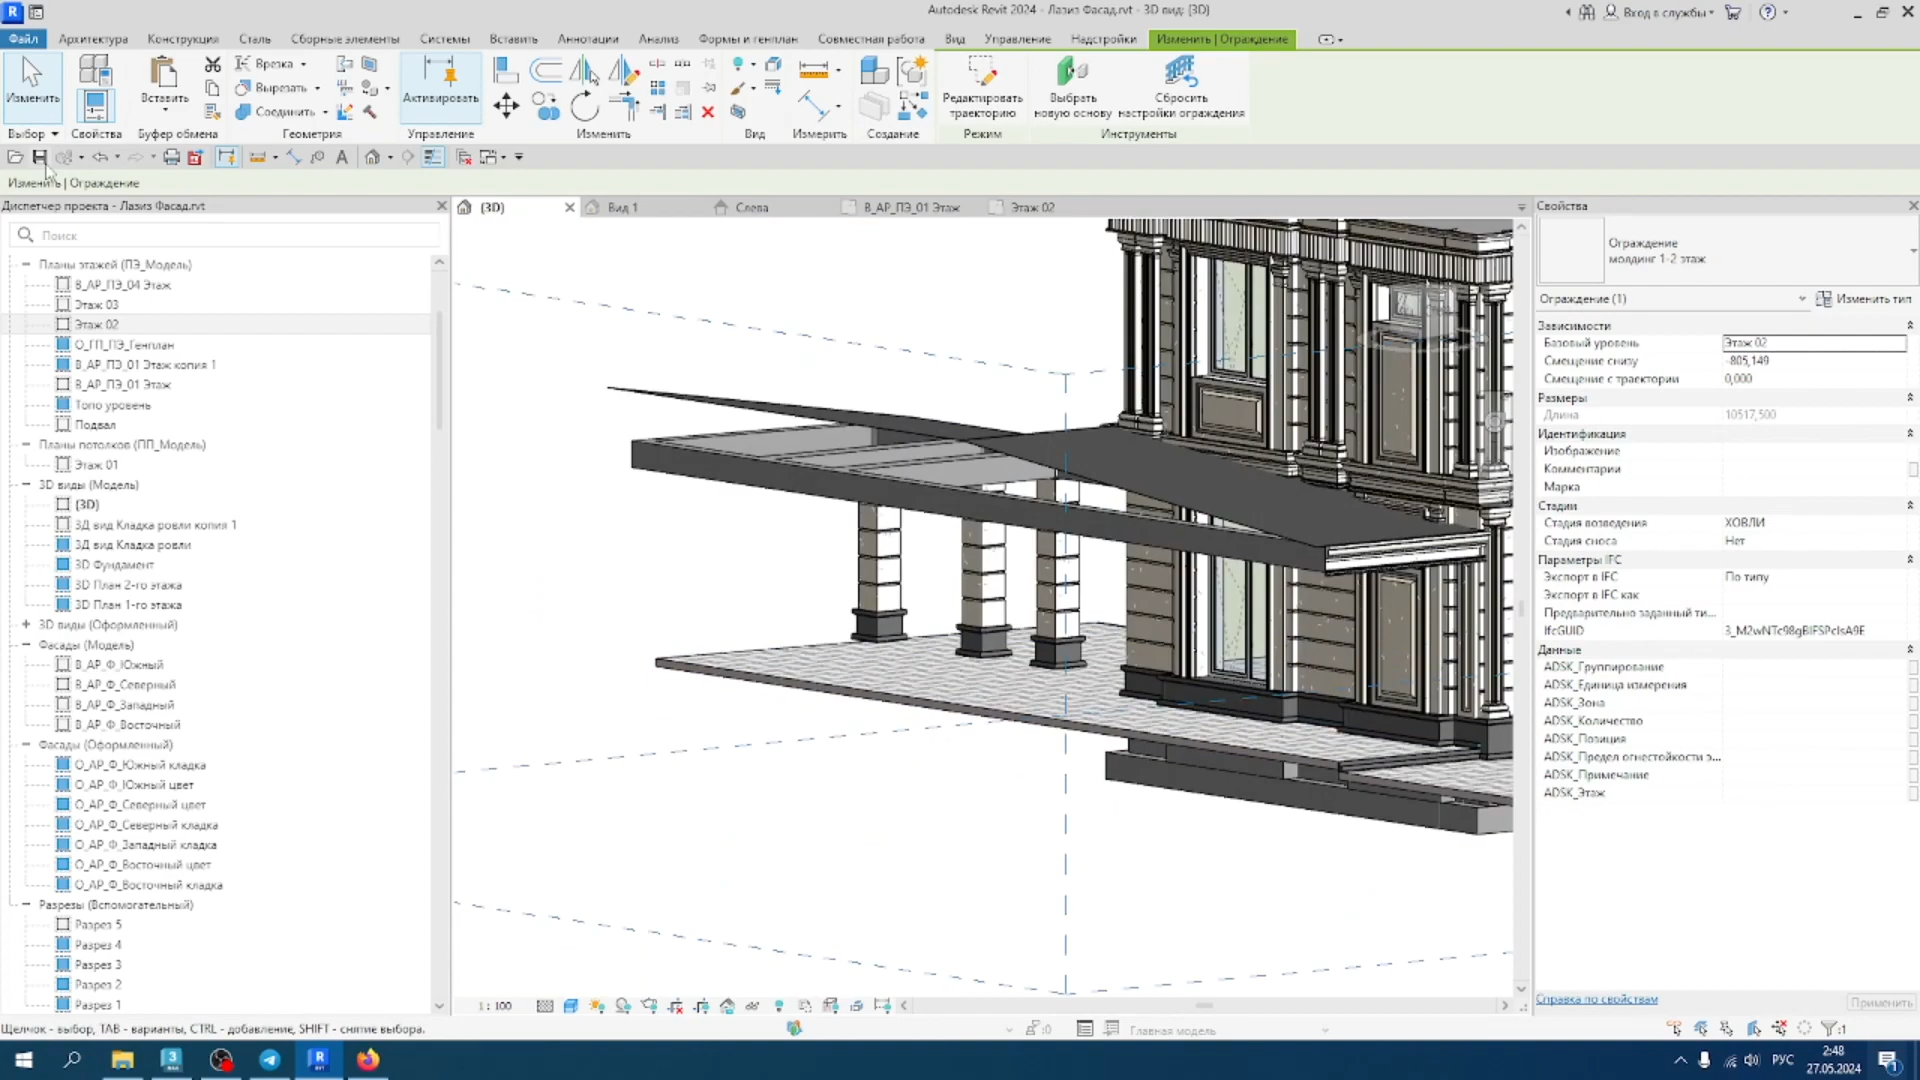 Autodesk Revit 2024 - Лазиз Фасад.rvt - 3D вид: {3D}
Вход в службы
Файл Архитектура Конструкция Сталь Сборные элементы Системы Вставить Аннотации Анализ Формы и генплан Совместная работа Вид Управление Надстройки Изменить | Ограждение
Изменить
Вставить
Врезка
Вырезать
Соединить
Активировать
Редактировать траекторию
Выбрать новую основу
Сбросить настройки ограждения
Выбор Свойства Буфер обмена Геометрия Управление Изменить Вид Измерить Создание Режим Инструменты
Изменить | Ограждение
Диспетчер проекта - Лазиз Фасад.rvt
{3D} Вид 1 Слева В_АР_ПЭ_01 Этаж Этаж 02
Поиск
Планы этажей (ПЭ_Модель)
В_АР_ПЭ_04 Этаж
Этаж 03
Этаж 02
О_ГП_ПЭ_Генплан
В_АР_ПЭ_01 Этаж копия 1
В_АР_ПЭ_01 Этаж
Топо уровень
Подвал
Планы потолков (ПП_Модель)
Этаж 01
3D виды (Модель)
{3D}
3Д вид Кладка ровли копия 1
3Д вид Кладка ровли
3D Фундамент
3D План 2-го этажа
3D План 1-го этажа
3D виды (Оформленный)
Фасады (Модель)
В_АР_Ф_Южный
В_АР_Ф_Северный
В_АР_Ф_Западный
В_АР_Ф_Восточный
Фасады (Оформленный)
О_АР_Ф_Южный кладка
О_АР_Ф_Южный цвет
О_АР_Ф_Северный цвет
О_АР_Ф_Северный кладка
О_АР_Ф_Западный кладка
О_АР_Ф_Восточный цвет
О_АР_Ф_Восточный кладка
Разрезы (Вспомогательный)
Разрез 5
Разрез 4
Разрез 3
Разрез 2
Разрез 1
Свойства
Ограждение
молдинг 1-2 этаж
Ограждение (1) Изменить тип
Зависимости
Базовый уровень Этаж 02
Смещение снизу -805,149
Смещение с траектории 0,000
Размеры
Длина 10517,500
Идентификация
Изображение
Комментарии
Марка
Стадии
Стадия возведения ХОВЛИ
Стадия сноса Нет
Параметры IFC
Экспорт в IFC По типу
Экспорт в IFC как
Предварительно заданный ти...
IfcGUID 3_M2wNTc98gBIFSPcIsA9E
Данные
ADSK_Группирование
ADSK_Единица измерения
ADSK_Зона
ADSK_Количество
ADSK_Позиция
ADSK_Предел огнестойкости э...
ADSK_Примечание
ADSK_Этаж
Справка по свойствам Применить
1 : 100
Щелчок - выбор, TAB - варианты, CTRL - добавление, SHIFT - снятие выбора.
:0
Главная модель
:1
РУС
2:48
27.05.2024